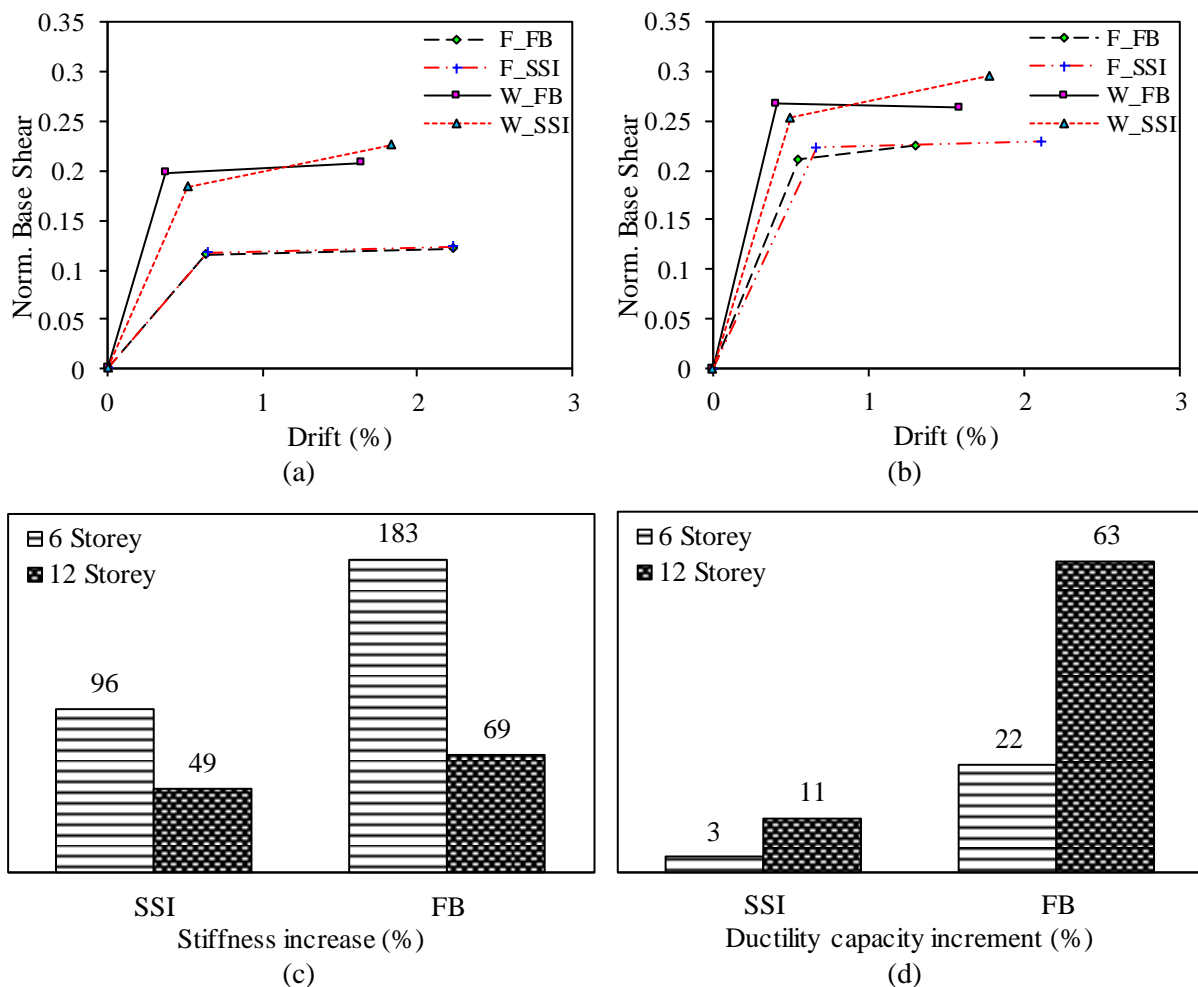 0.35
0.3
0.25
0.2
0.15
0.1
0.05
0
Norm. Base Shear
F_FB
F_SSI
W_FB
W_SSI
0 1 2 3
Drift (%)
(a)
0.35
0.3
0.25
0.2
0.15
0.1
0.05
0
Norm. Base Shear
F_FB
F_SSI
W_FB
W_SSI
0 1 2 3
Drift (%)
(b)
6 Storey
12 Storey
96
49
183
69
SSI FB
Stiffness increase (%)
(c)
6 Storey
12 Storey
3
11
22
63
SSI FB
Ductility capacity increment (%)
(d)